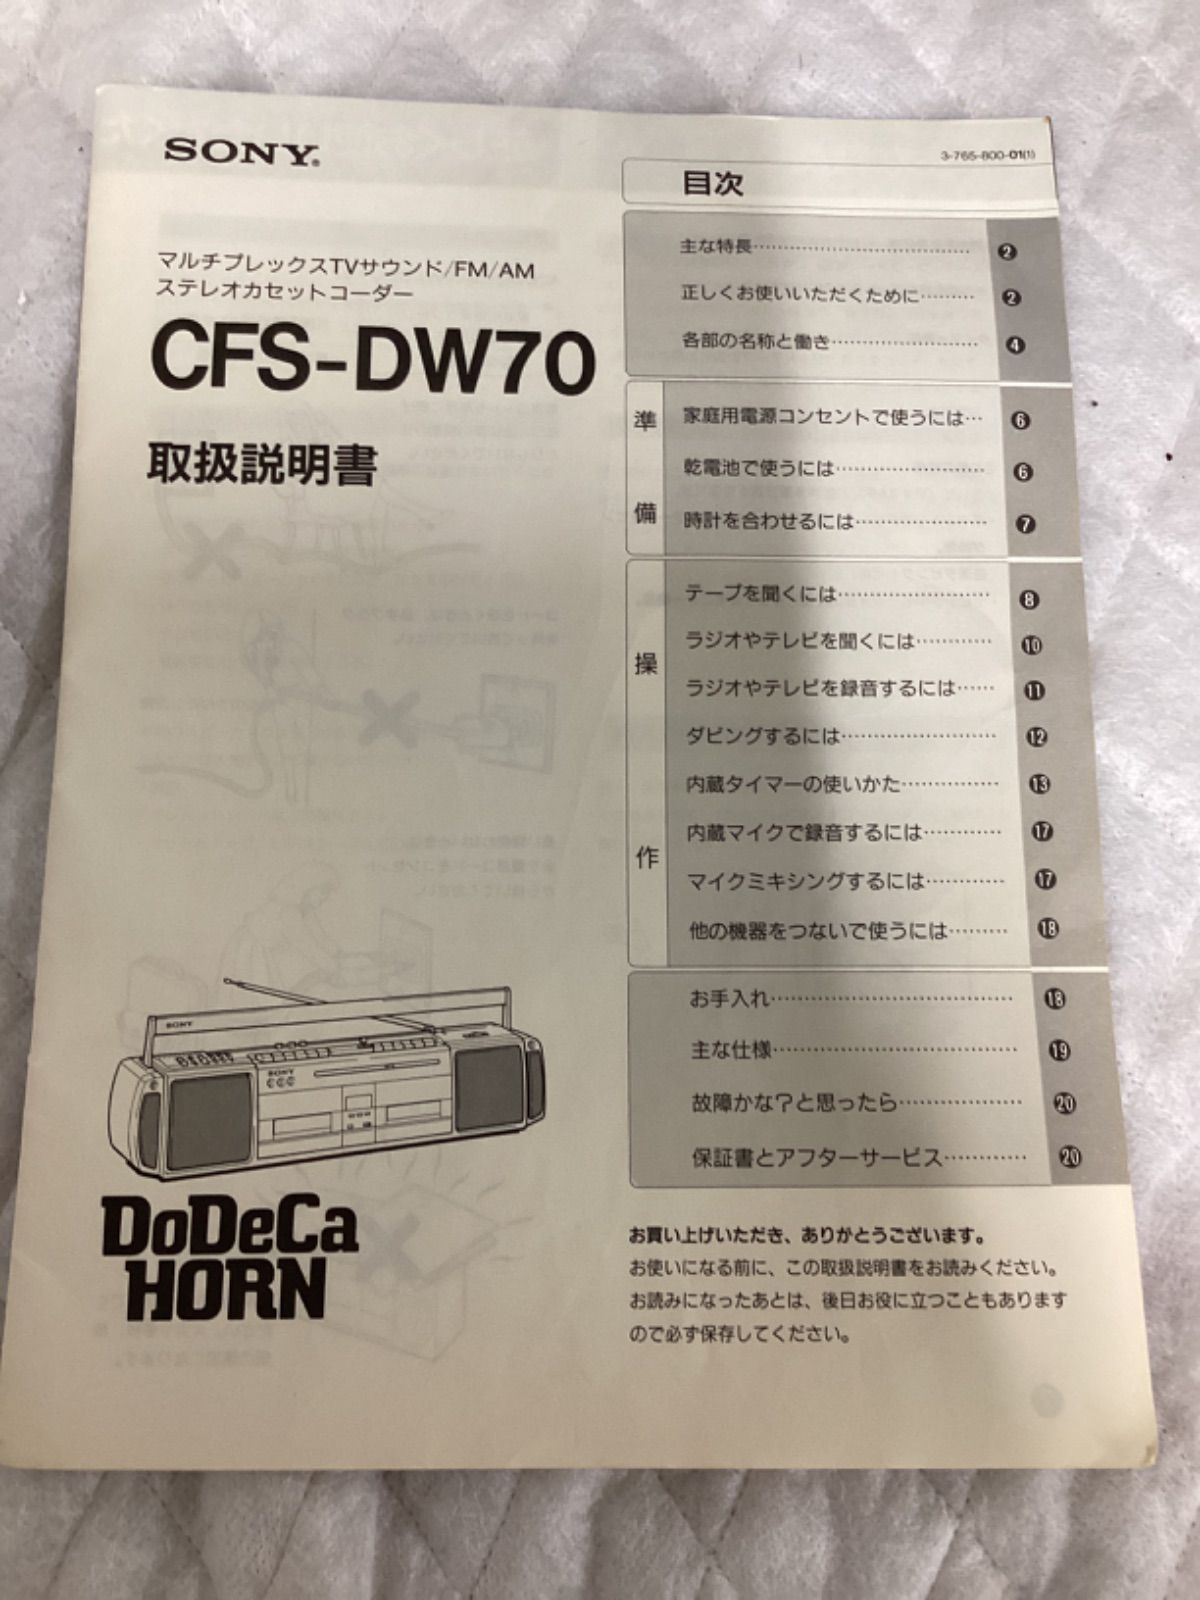 SONY®
マルチプレックスTVサウンド/FM/AM
ステレオカセットコーダー
CFS-DW70
取扱説明書
SONY
SONY
DoDeCa
HORN
3-765-800-01(1)
目次
主な特長…………………………… 2
正しくお使いいただくために……… 2
各部の名称と働き………………… 4
準備
家庭用電源コンセントで使うには… 6
乾電池で使うには………………… 6
時計を合わせるには……………… 7
操作
テープを聞くには………………… 8
ラジオやテレビを聞くには………… 10
ラジオやテレビを録音するには…… 11
ダビングするには………………… 12
内蔵タイマーの使いかた………… 13
内蔵マイクで録音するには……… 17
マイクミキシングするには………… 17
他の機器をつないで使うには……… 18
お手入れ…………………………… 18
主な仕様…………………………… 19
故障かな?と思ったら…………… 20
保証書とアフターサービス………… 20
お買い上げいただき、ありがとうございます。
お使いになる前に、この取扱説明書をお読みください。
お読みになったあとは、後日お役に立つこともあります
ので必ず保存してください。